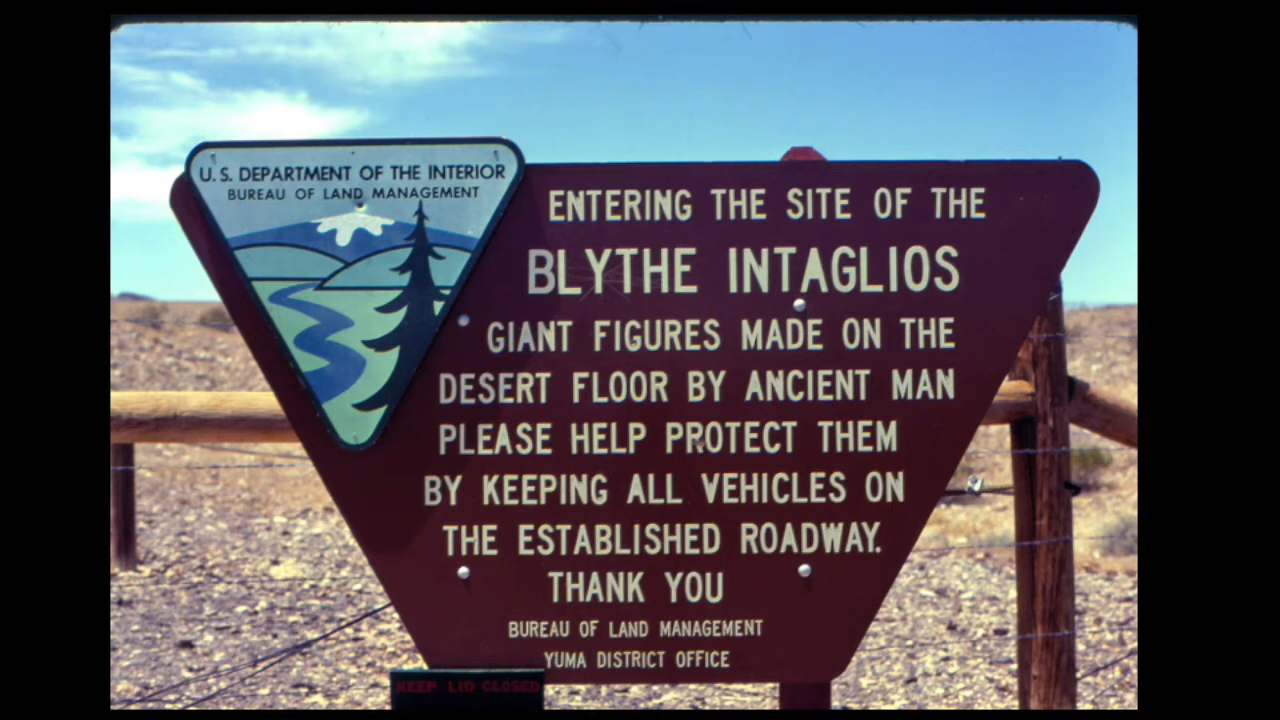 U.S. DEPARTMENT OF THE INTERIOR
BUREAU OF LAND MANAGEMENT
ENTERING THE SITE OF THE
BLYTHE INTAGLIOS
GIANT FIGURES MADE ON THE
DESERT FLOOR BY ANCIENT MAN
PLEASE HELP PROTECT THEM
BY KEEPING ALL VEHICLES ON
THE ESTABLISHED ROADWAY.
THANK YOU
BUREAU OF LAND MANAGEMENT
YUMA DISTRICT OFFICE
KEEP LID CLOSED